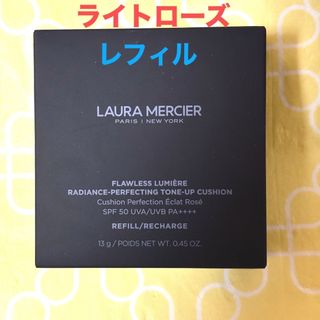 ライトローズ
レフィル
LAURA MERCIER
PARIS | NEW YORK
FLAWLESS LUMIÈRE
RADIANCE-PERFECTING TONE-UP CUSHION
Cushion Perfection Éclat Rosé
SPF 50 UVA/UVB PA++++
REFILL/RECHARGE
13 g / POIDS NET WT. 0.45 OZ.